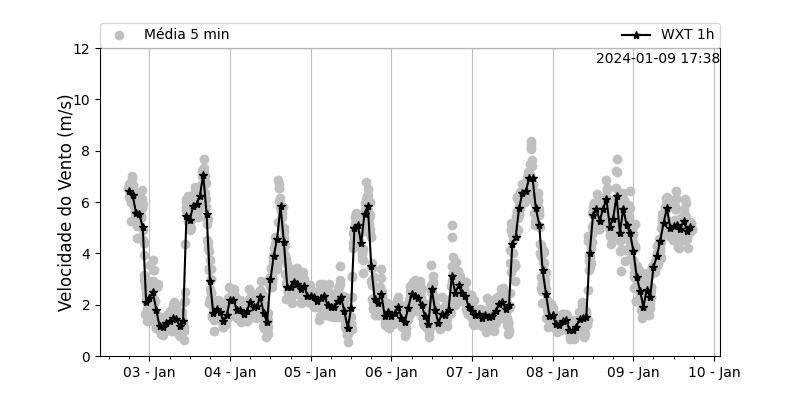 Média 5 min
WXT 1h
2024-01-09 17:38
Velocidade do Vento (m/s)
12
10
8
6
4
2
0
03 - Jan
04 - Jan
05 - Jan
06 - Jan
07 - Jan
08 - Jan
09 - Jan
10 - Jan